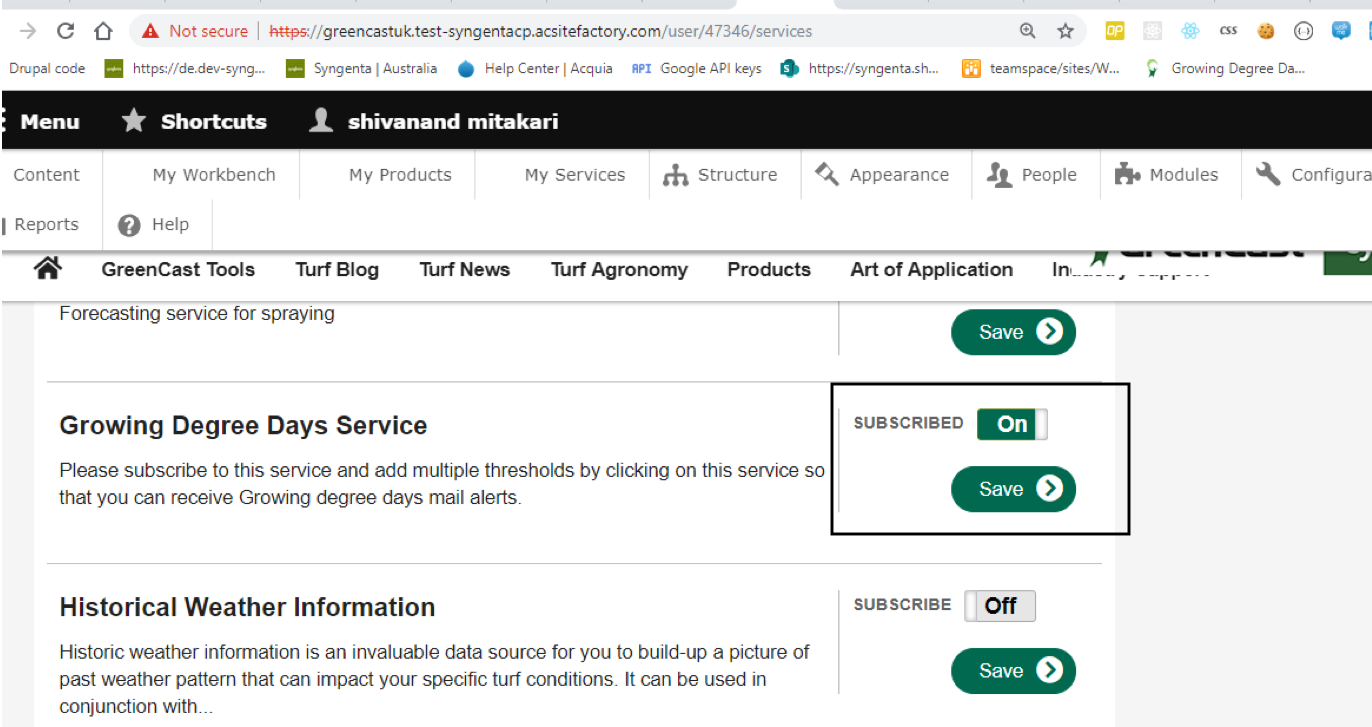 Not secure | https://greencastuk.test-syngentacp.acsitefactory.com/user/47346/services
DP
CSS
Drupal code https://de.dev-syng... Syngenta | Australia Help Center | Acquia API Google API keys https://syngenta.sh... teamspace/sites/W... Growing Degree Da...
Menu Shortcuts shivanand mitakari
Content My Workbench My Products My Services Structure Appearance People Modules Configura
Reports Help
GreenCast
GreenCast Tools Turf Blog Turf News Turf Agronomy Products Art of Application Industry Support
Forecasting service for spraying
Save
Growing Degree Days Service
SUBSCRIBED On
Please subscribe to this service and add multiple thresholds by clicking on this service so
that you can receive Growing degree days mail alerts.
Save
Historical Weather Information
SUBSCRIBE Off
Historic weather information is an invaluable data source for you to build-up a picture of
past weather pattern that can impact your specific turf conditions. It can be used in
conjunction with...
Save